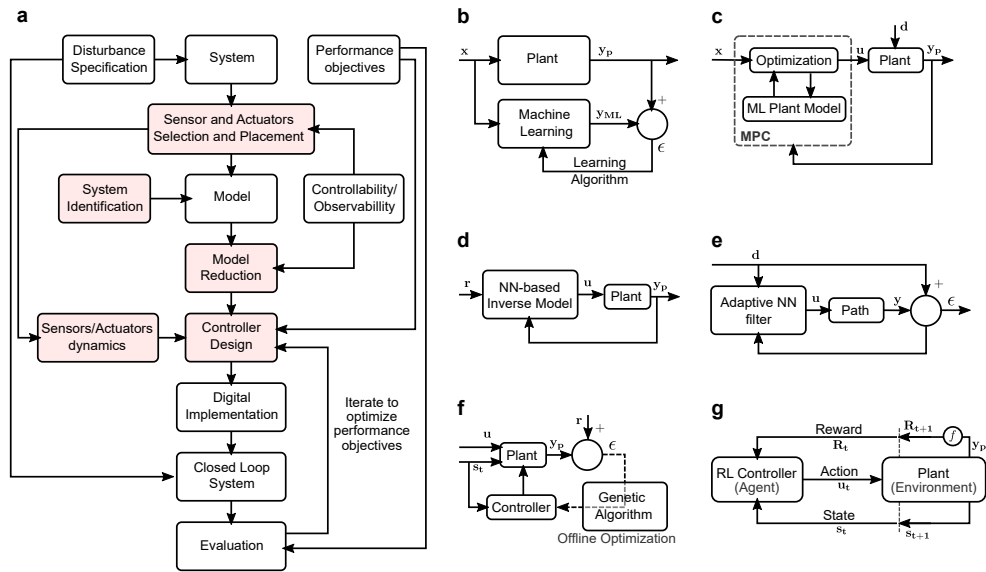 a
Disturbance
Specification
System
Performance
objectives
Sensor and Actuators
Selection and Placement
System
Identification
Model
Controllability/
Observabillity
Model
Reduction
Sensors/Actuators
dynamics
Controller
Design
Digital
Implementation
Iterate to
optimize
performance
objectives
Closed Loop
System
Evaluation
b
x
Plant
y_p
Machine
Learning
y_ML
+
ϵ
Learning
Algorithm
c
x
Optimization
u
d
Plant
y_p
ML Plant Model
MPC
d
r
NN-based
Inverse Model
u
Plant
y_p
e
d
Adaptive NN
filter
u
Path
y
+
ϵ
f
u
s_t
Plant
y_p
r
+
ϵ
Controller
Genetic
Algorithm
Offline Optimization
g
Reward
R_t
R_t+1
f
y_p
RL Controller
(Agent)
Action
u_t
Plant
(Environment)
State
s_t
s_t+1